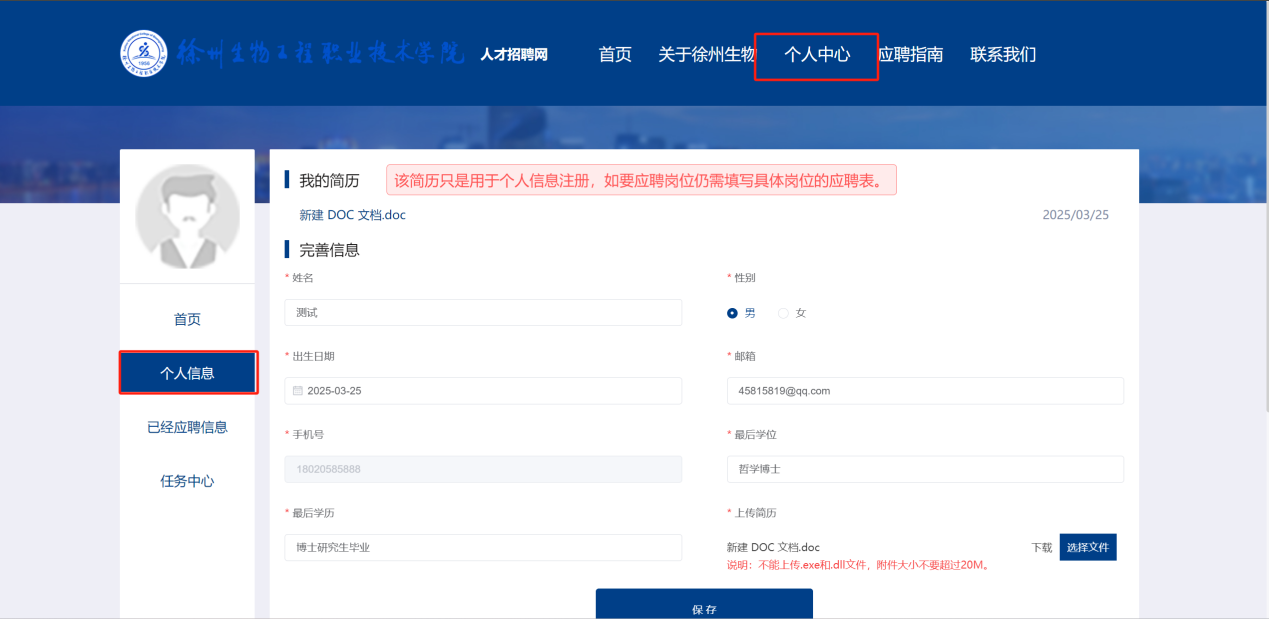 徐州生物工程职业技术学院 人才招聘网 首页 关于徐州生物 个人中心 应聘指南 联系我们
1958
首页
个人信息
已经应聘信息
任务中心
我的简历 该简历只是用于个人信息注册，如要应聘岗位仍需填写具体岗位的应聘表。
新建 DOC 文档.doc 2025/03/25
完善信息
* 姓名 * 性别
测试 男 女
* 出生日期 * 邮箱
2025-03-25 45815819@qq.com
* 手机号 * 最后学位
18020585888 哲学博士
* 最后学历 * 上传简历
博士研究生毕业 新建 DOC 文档.doc 下载 选择文件
说明：不能上传.exe和.dll文件，附件大小不要超过20M。
保存